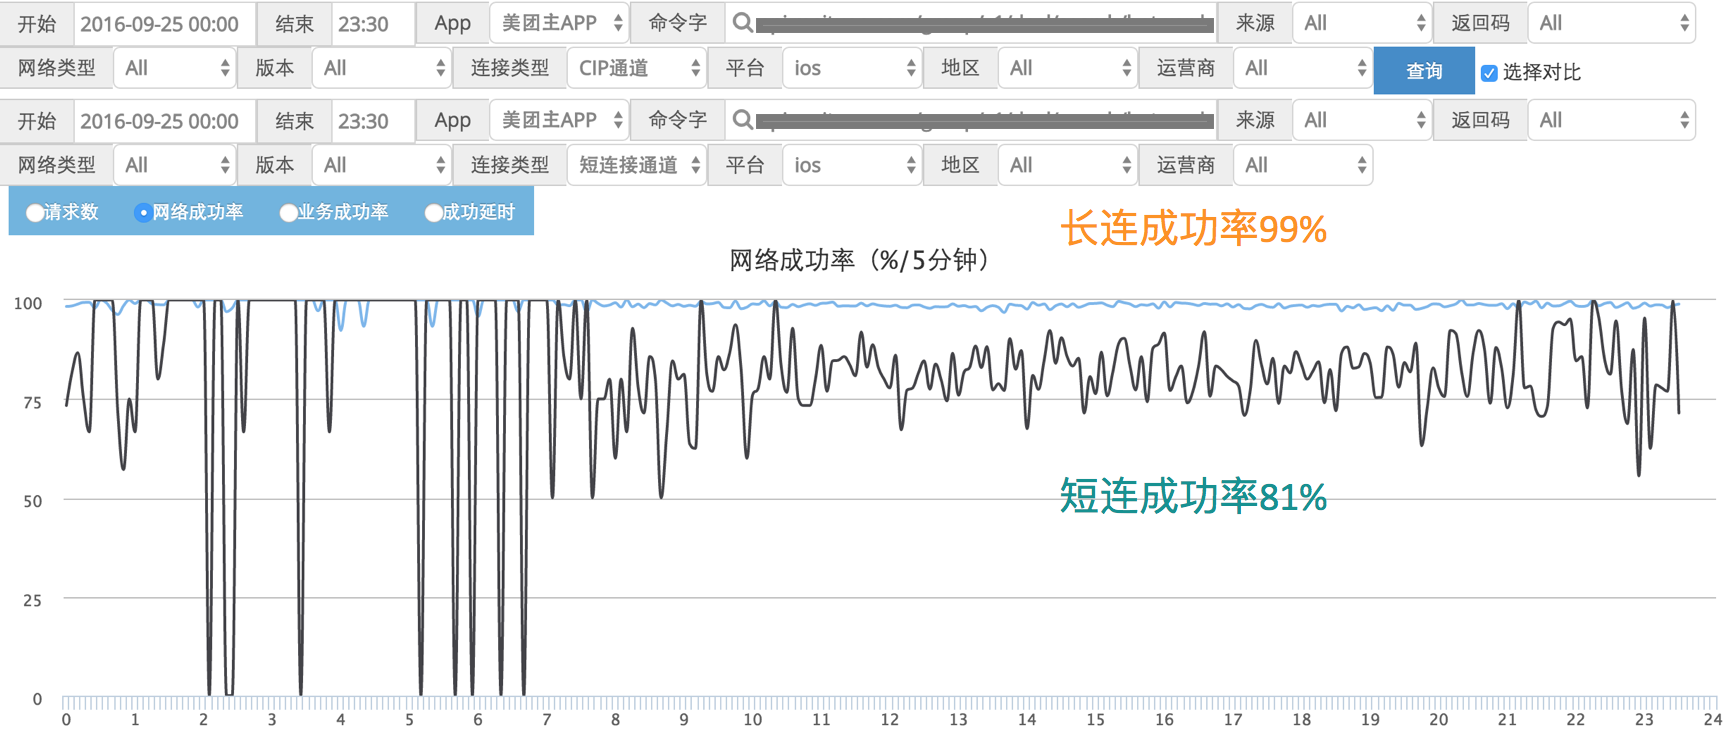 开始 2016-09-25 00:00 结束 23:30 App 美团主APP 命令字 来源 All 返回码 All
网络类型 All 版本 All 连接类型 CIP通道 平台 ios 地区 All 运营商 All 查询 选择对比
开始 2016-09-25 00:00 结束 23:30 App 美团主APP 命令字 来源 All 返回码 All
网络类型 All 版本 All 连接类型 短连接通道 平台 ios 地区 All 运营商 All
请求数 网络成功率 业务成功率 成功延时
长连成功率99%
网络成功率（%/5分钟）
100
75
短连成功率81%
50
25
0
0 1 2 3 4 5 6 7 8 9 10 11 12 13 14 15 16 17 18 19 20 21 22 23 24